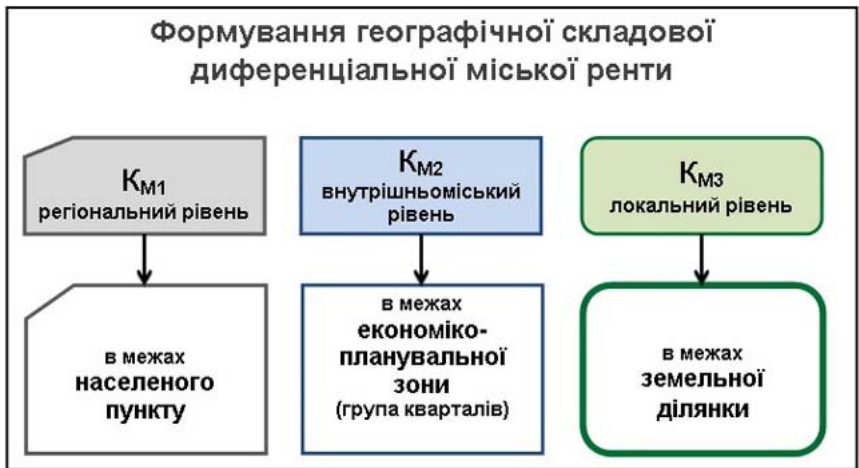 Формування географічної складової
диференціальної міської ренти
КМ1
регіональний рівень
КМ2
внутрішньоміський
рівень
КМ3
локальний рівень
в межах
населеного
пункту
в межах
економіко-
планувальної
зони
(група кварталів)
в межах
земельної
ділянки